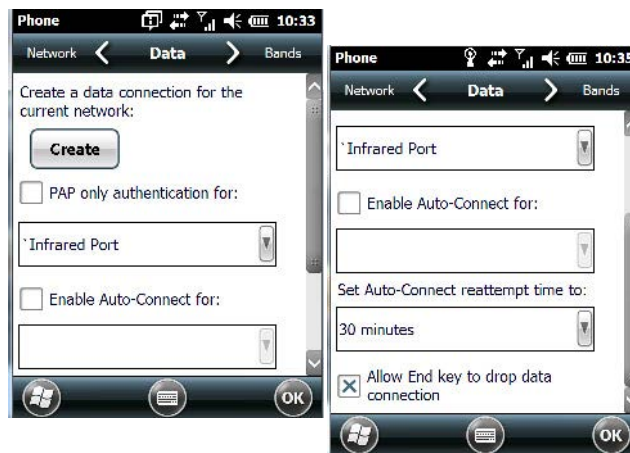 Phone 10:33
Network Data Bands
Create a data connection for the
current network:
Create
PAP only authentication for:
`Infrared Port
Enable Auto-Connect for:
OK
Phone 10:35
Network Data Bands
`Infrared Port
Enable Auto-Connect for:
Set Auto-Connect reattempt time to:
30 minutes
Allow End key to drop data
connection
OK